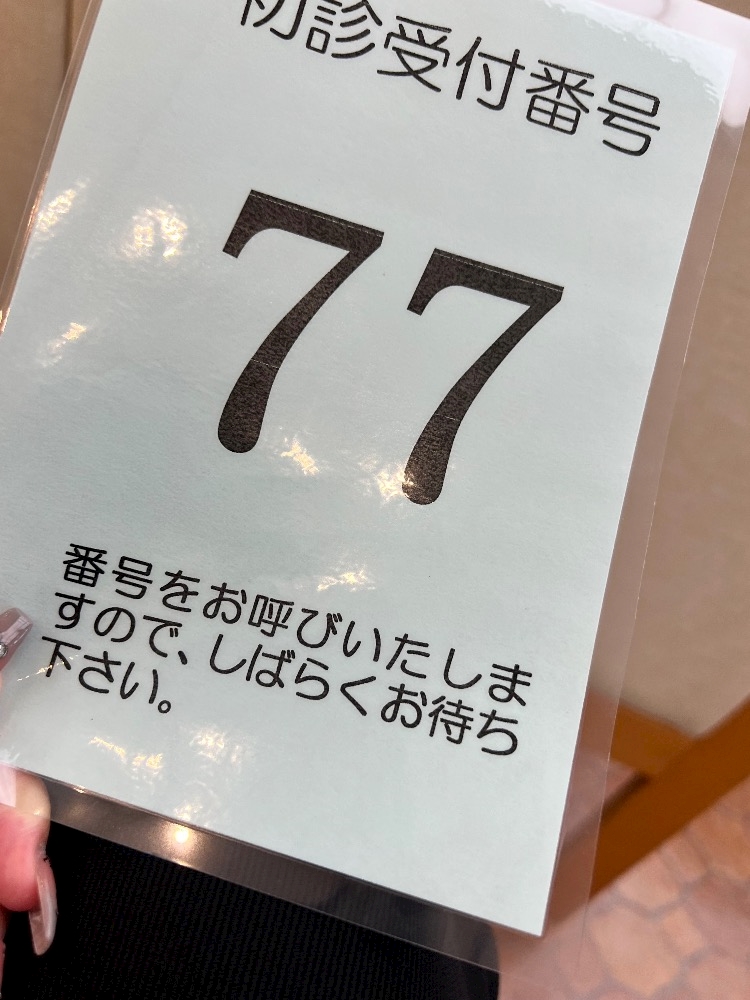 初診受付番号
77
番号をお呼びいたしま
すので、しばらくお待ち
下さい。